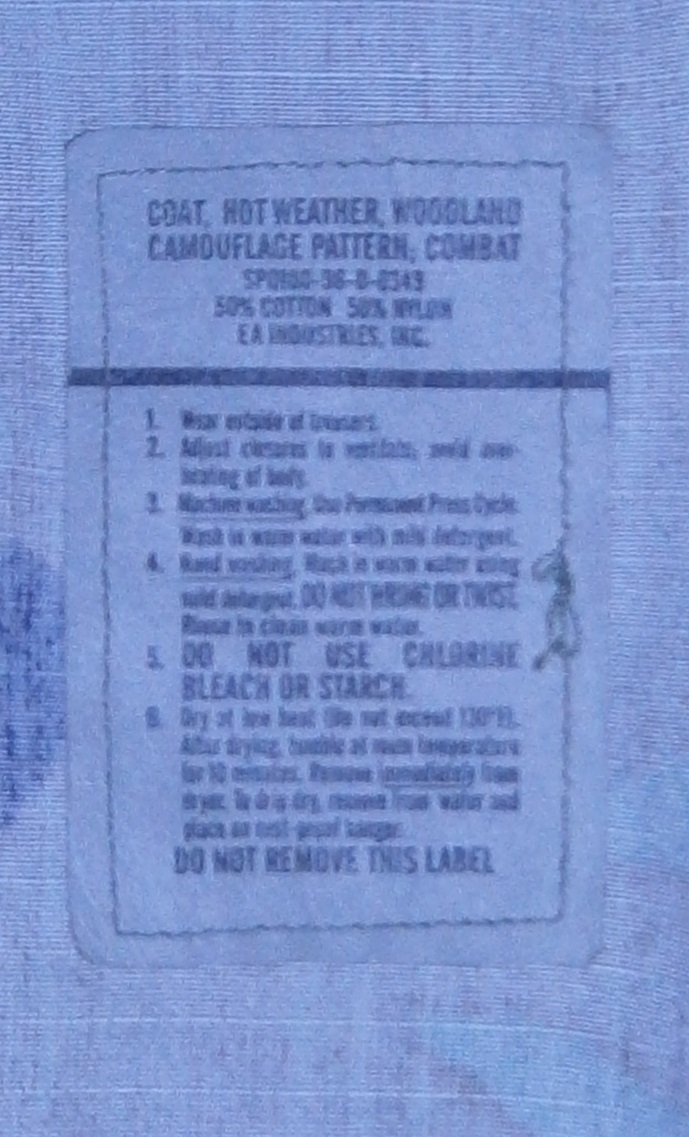 COAT, HOT WEATHER, WOODLAND
CAMOUFLAGE PATTERN, COMBAT
50% COTTON 50% NYLON
EA INDUSTRIES, INC.
1. Wear outside of trousers.
2. Adjust closures to ventilate, avoid over-
heating of body.
3. Machine washing. Use Permanent Press Cycle.
Wash in warm water with mild detergent.
4. Hand washing. Wash in warm water using
mild detergent. DO NOT WRING OR TWIST.
Rinse in clean warm water.
5. DO NOT USE CHLORINE
BLEACH OR STARCH.
6. Dry at low heat (Do not exceed 130°F).
After drying, tumble at room temperature
for 10 minutes. Remove immediately from
dryer. To drip dry, remove from water and
place on rust-proof hanger.
DO NOT REMOVE THIS LABEL